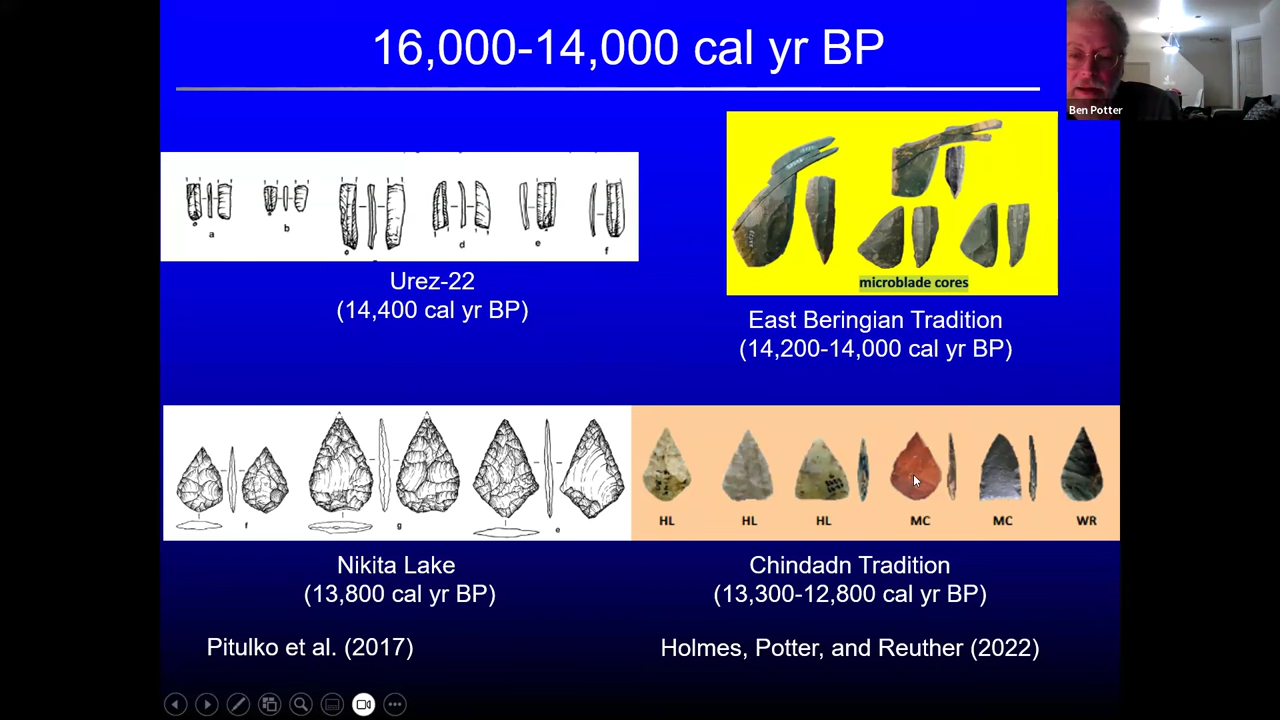 16,000-14,000 cal yr BP
Ben Potter
a
b
c
d
e
f
Urez-22
(14,400 cal yr BP)
microblade cores
East Beringian Tradition
(14,200-14,000 cal yr BP)
f
g
e
HL
HL
HL
MC
MC
WR
Nikita Lake
(13,800 cal yr BP)
Chindadn Tradition
(13,300-12,800 cal yr BP)
Pitulko et al. (2017)
Holmes, Potter, and Reuther (2022)